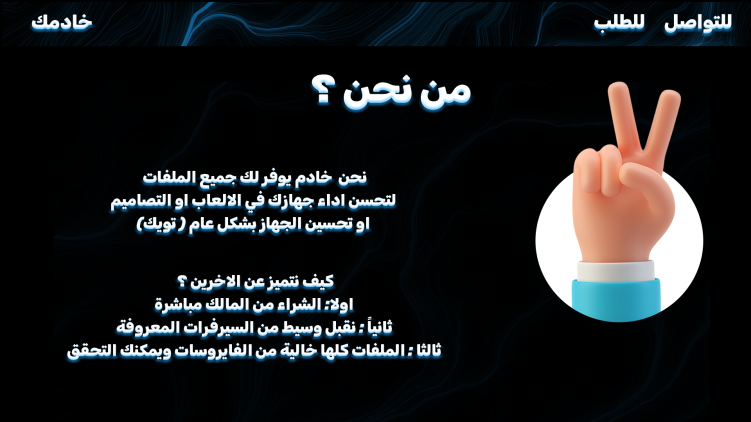 للتواصل
للطلب
خادمك
من نحن ؟
نحن خادم يوفر لك جميع الملفات
لتحسن اداء جهازك في الالعاب او التصاميم
او تحسين الجهاز بشكل عام ( تويك)
كيف نتميز عن الاخرين ؟
اولا: الشراء من المالك مباشرة
ثانياً : نقبل وسيط من السيرفرات المعروفة
ثالثا : الملفات كلها خالية من الفايروسات ويمكنك التحقق